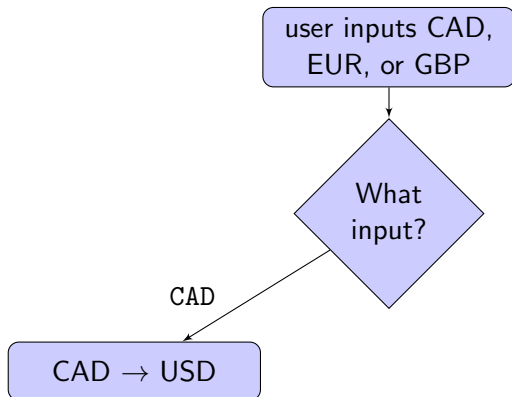 user inputs CAD,
EUR, or GBP
What
input?
CAD
CAD → USD